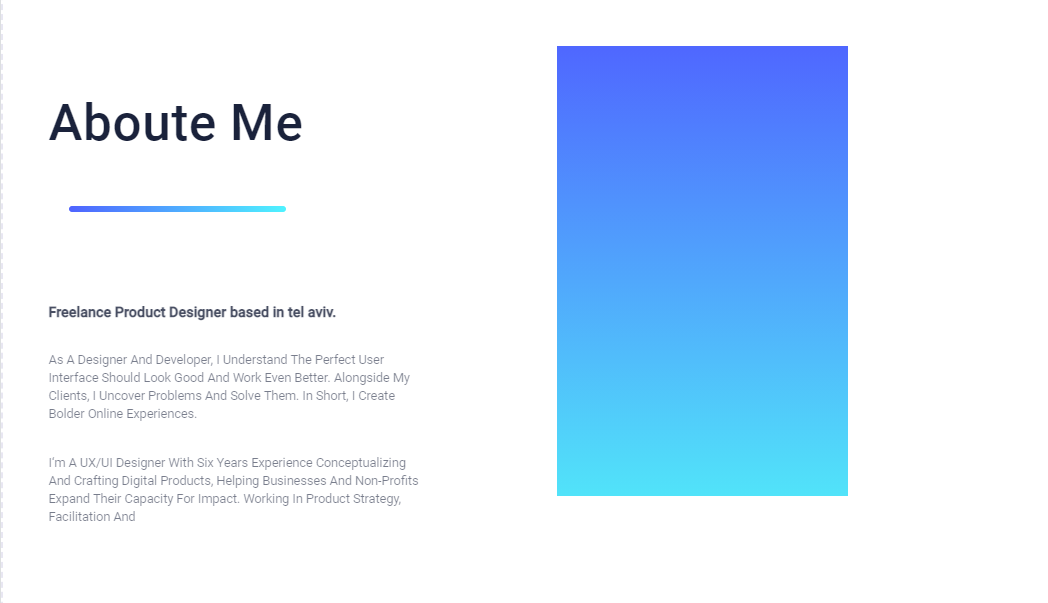 Aboute Me
Freelance Product Designer based in tel aviv.
As A Designer And Developer, I Understand The Perfect User
Interface Should Look Good And Work Even Better. Alongside My
Clients, I Uncover Problems And Solve Them. In Short, I Create
Bolder Online Experiences.
I'm A UX/UI Designer With Six Years Experience Conceptualizing
And Crafting Digital Products, Helping Businesses And Non-Profits
Expand Their Capacity For Impact. Working In Product Strategy,
Facilitation And